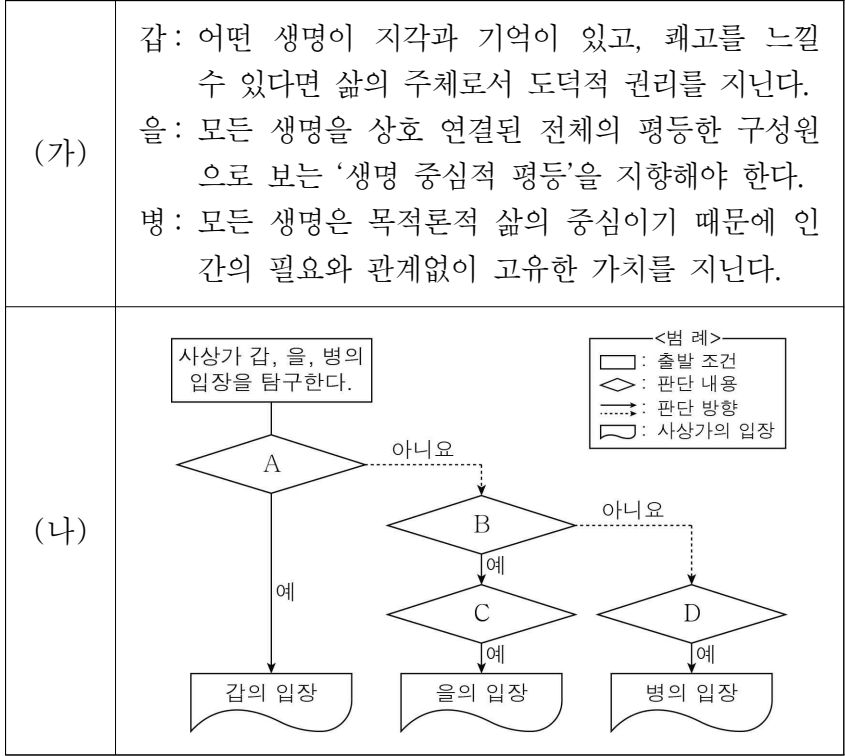 (가)
갑 : 어떤 생명이 지각과 기억이 있고, 쾌고를 느낄
수 있다면 삶의 주체로서 도덕적 권리를 지닌다.
을 : 모든 생명을 상호 연결된 전체의 평등한 구성원
으로 보는 ‘생명 중심적 평등’을 지향해야 한다.
병 : 모든 생명은 목적론적 삶의 중심이기 때문에 인
간의 필요와 관계없이 고유한 가치를 지닌다.
(나)
사상가 갑, 을, 병의
입장을 탐구한다.
<범 례>
: 출발 조건
: 판단 내용
: 판단 방향
: 사상가의 입장
A
아니요
B
아니요
예
예
C
D
예
예
갑의 입장
을의 입장
병의 입장